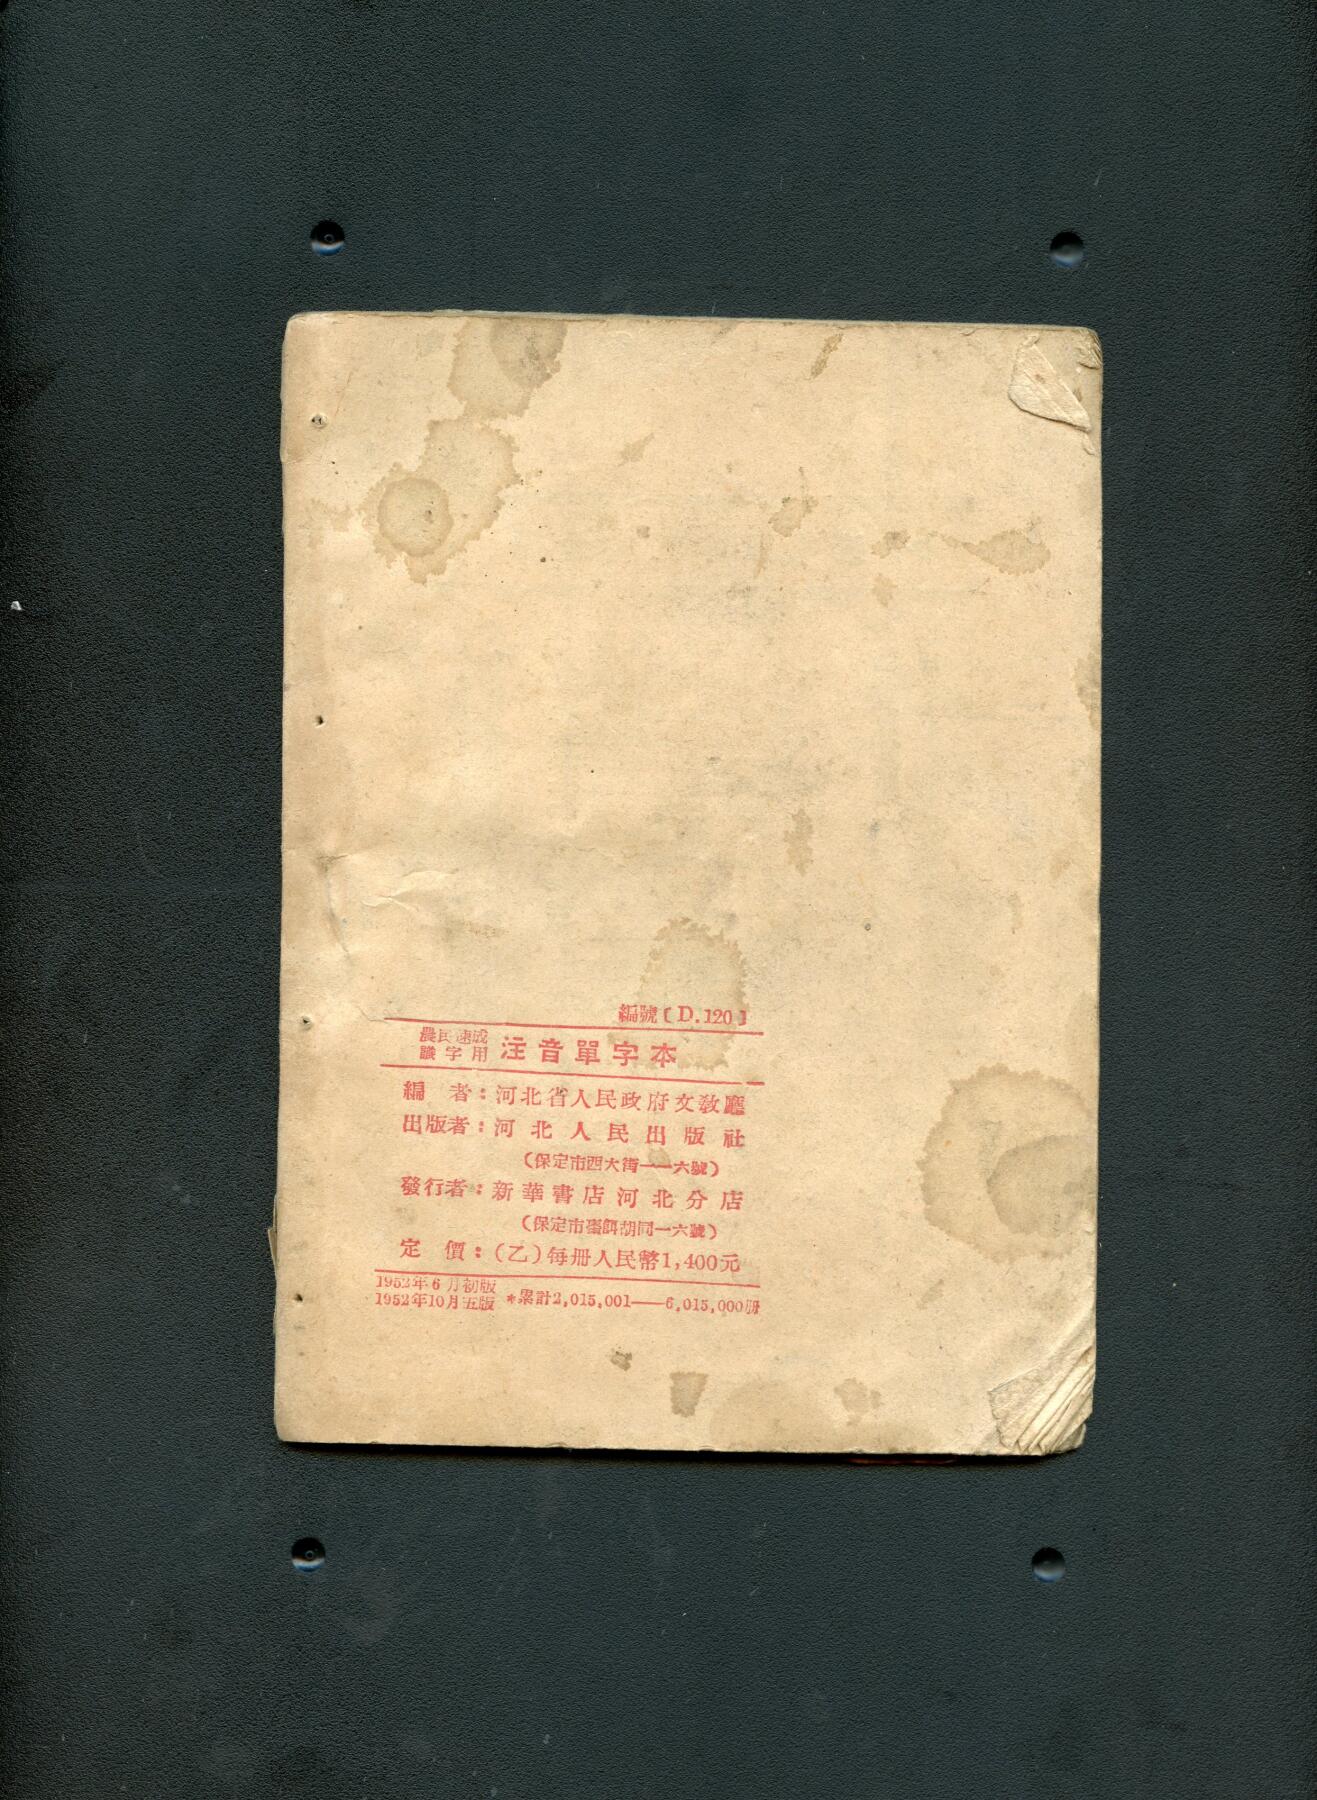 編號〔D.120〕
農民速成
識字用 注音單字本
編 者：河北省人民政府文教廳
出版者：河北人民出版社
（保定市西大街一一六號）
發行者：新華書店河北分店
（保定市胡同一六號）
定 價：（乙）每冊人民幣1,400元
1952年6月初版
1952年10月五版 *累計2,015,001——6,015,000冊